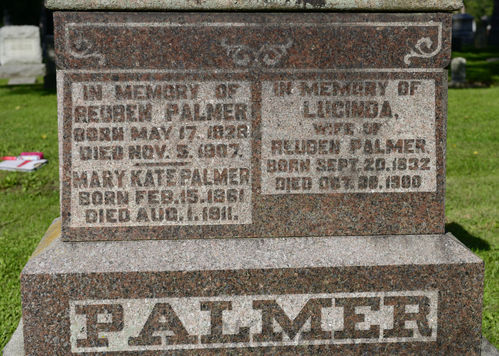 IN MEMORY OF
REUBEN PALMER
BORN MAY 17, 1828
DIED NOV. 5, 1907.
MARY KATE PALMER
BORN FEB. 15, 1861
DIED AUG. 1, 1911.
IN MEMORY OF
LUCINDA,
WIFE OF
REUBEN PALMER
BORN SEPT. 20, 1832
DIED OCT. 1900
PALMER